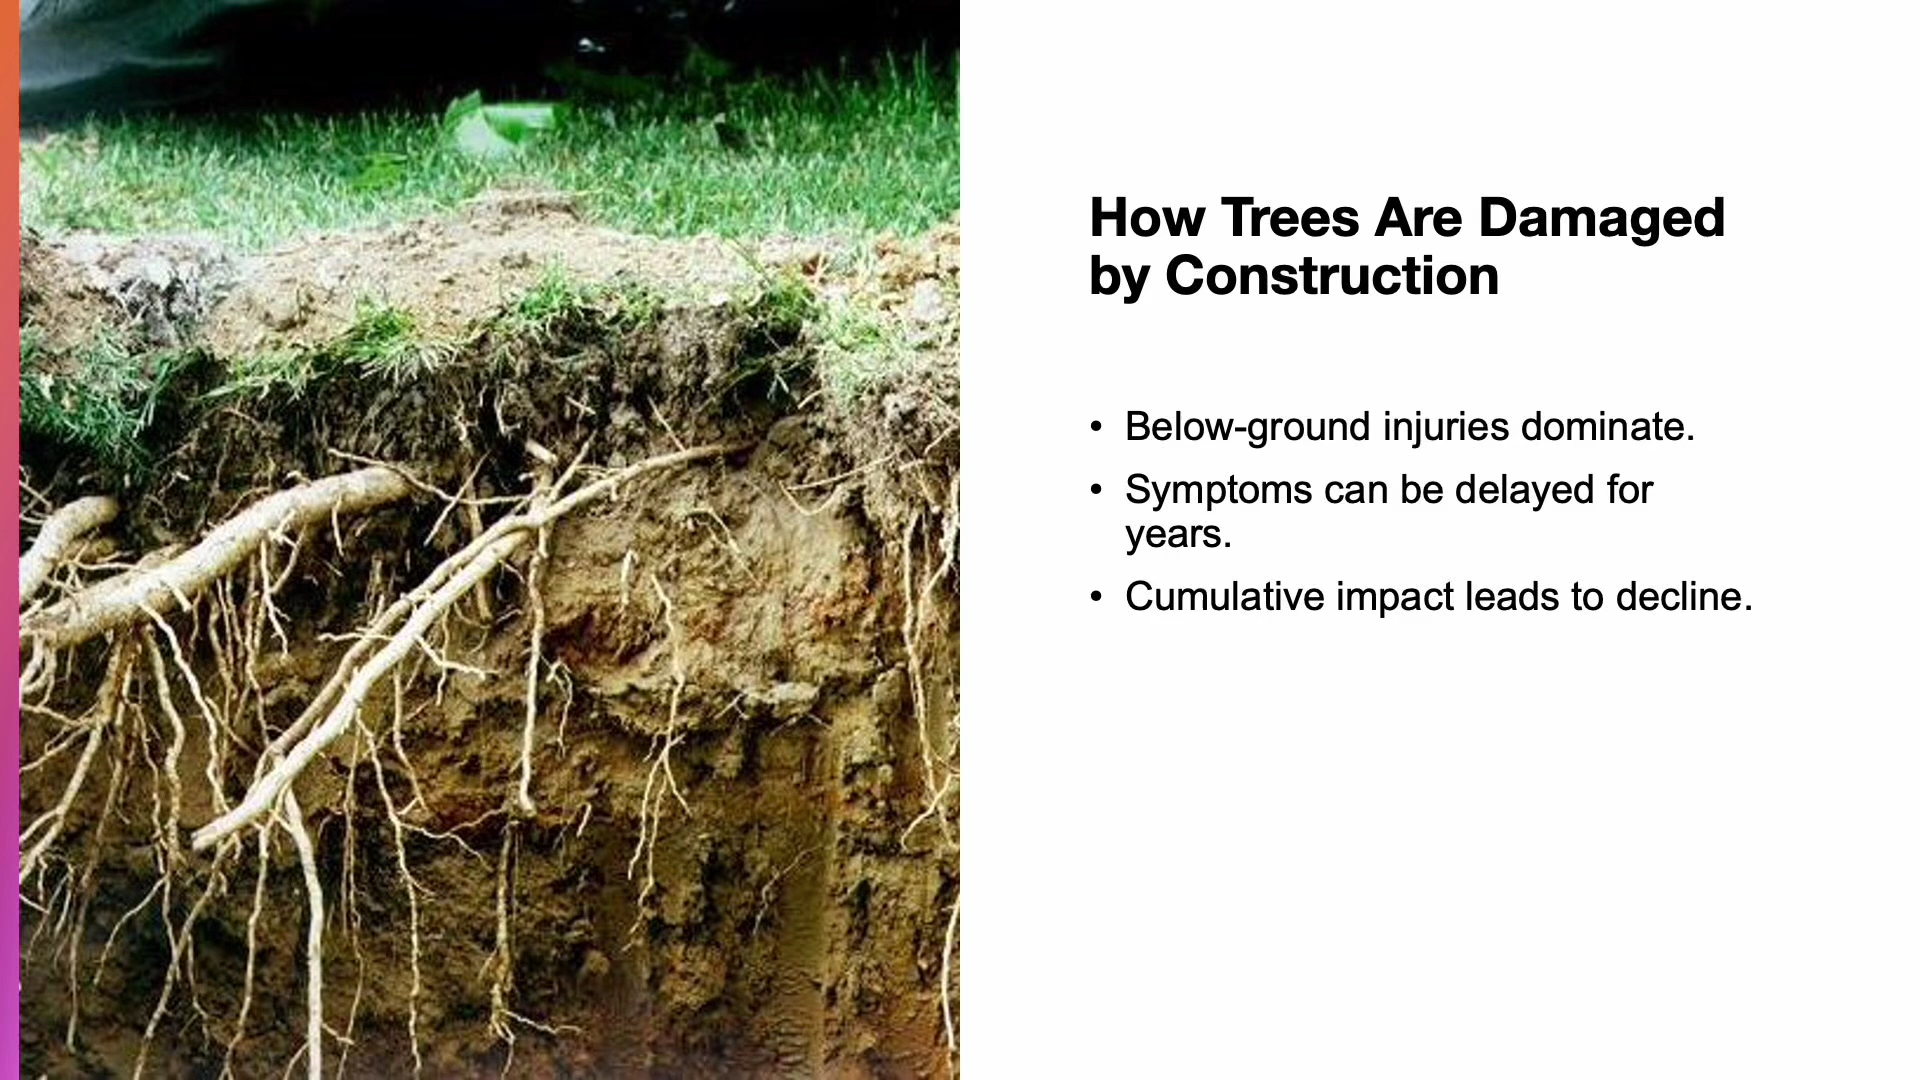 How Trees Are Damaged
by Construction
• Below-ground injuries dominate.
• Symptoms can be delayed for
years.
• Cumulative impact leads to decline.